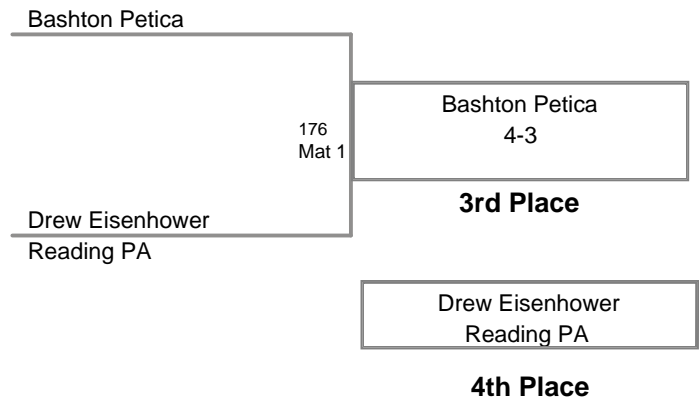 Bashton Petica
176
Mat 1
Bashton Petica
4-3
3rd Place
Drew Eisenhower
Reading PA
Drew Eisenhower
Reading PA
4th Place